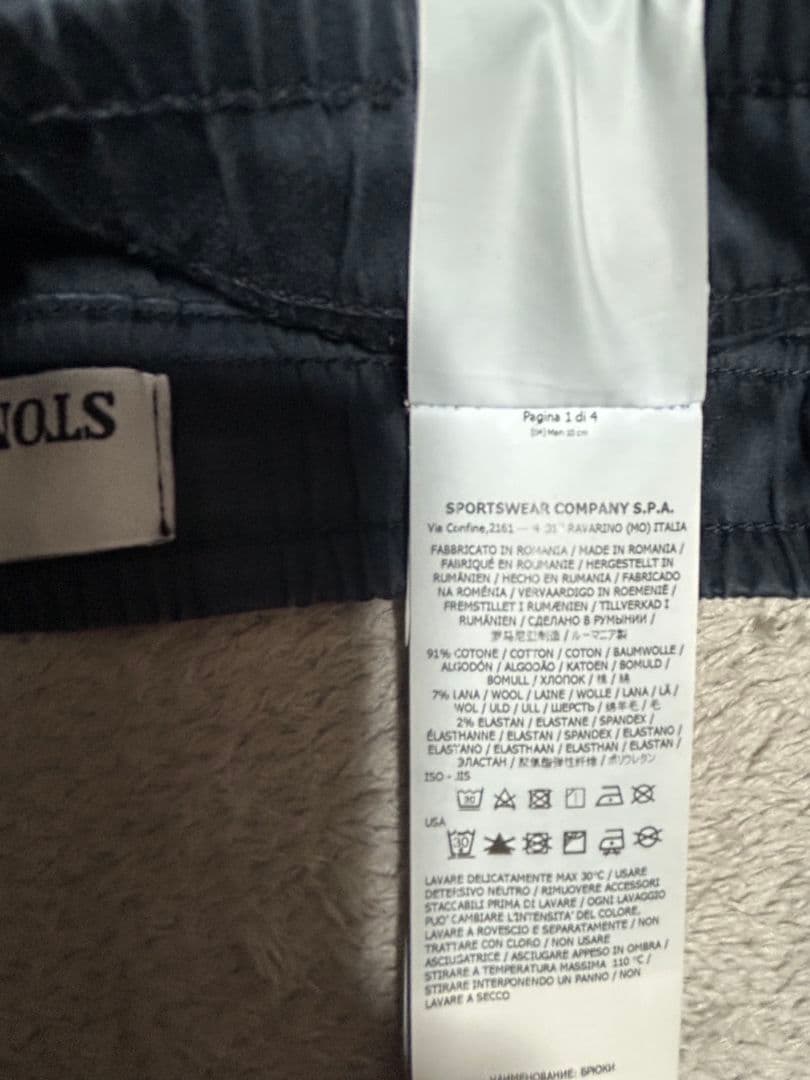 STO
Pagina 1 di 4
SPORTSWEAR COMPANY S.P.A.
Via Confine,2161 RAVARINO (MO) ITALIA
FABBRICATO IN ROMANIA / MADE IN ROMANIA /
FABRIQUÉ EN ROUMANIE / HERGESTELLT IN
RUMÄNIEN / HECHO EN RUMANIA / FABRICADO
NA ROMÉNIA / VERVAARDIGD IN ROEMENIË /
FREMSTILLET I RUMÆNIEN / TILLVERKAD I
RUMÄNIEN / СДЕЛАНО В РУМЫНИИ /
罗马尼亚制造 / ルーマニア製
91% COTONE / COTTON / COTON / BAUMWOLLE /
ALGODÓN / ALGODÃO / KATOEN / BOMULD /
BOMULL / ХЛОПОК / 棉 / 綿
7% LANA / WOOL / LAINE / WOLLE / LANA / LÃ /
WOL / ULD / ULL / ШЕРСТЬ / 绵羊毛 / 毛
2% ELASTAN / ELASTANE / SPANDEX /
ÉLASTHANNE / ELASTAN / SPANDEX / ELASTANO /
ELASTANO / ELASTHAAN / ELASTHAN / ELASTAN /
ЭЛАСТАН / 聚氨酯弹性纤维 / ポリウレタン
ISO - JIS
30
USA
30
LAVARE DELICATAMENTE MAX 30°C / USARE
DETERSIVO NEUTRO / RIMUOVERE ACCESSORI
STACCABILI PRIMA DI LAVARE / OGNI LAVAGGIO
PUO' CAMBIARE L'INTENSITA' DEL COLORE,
LAVARE A ROVESCIO E SEPARATAMENTE / NON
TRATTARE CON CLORO / NON USARE
ASCIUGATRICE / ASCIUGARE APPESO IN OMBRA /
STIRARE A TEMPERATURA MASSIMA 110 °C /
STIRARE INTERPONENDO UN PANNO / NON
LAVARE A SECCO
НАИМЕНОВАНИЕ: БРЮКИ